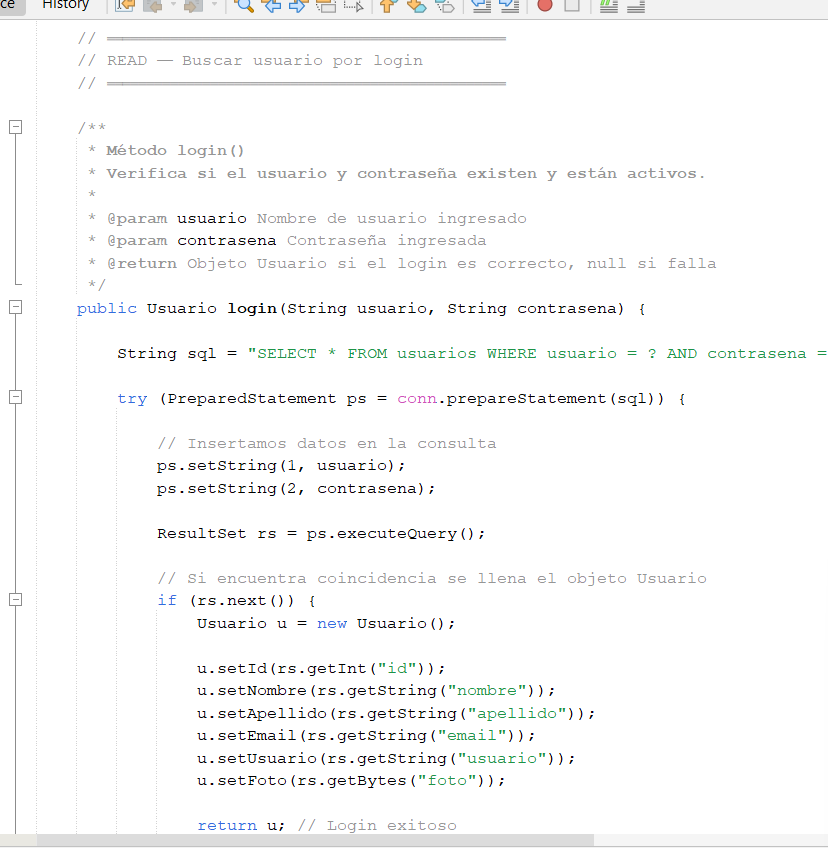 ce History
// ════════════════════════════════════════
// READ — Buscar usuario por login
// ════════════════════════════════════════
/**
* Método login()
* Verifica si el usuario y contraseña existen y están activos.
*
* @param usuario Nombre de usuario ingresado
* @param contrasena Contraseña ingresada
* @return Objeto Usuario si el login es correcto, null si falla
*/
public Usuario login(String usuario, String contrasena) {
String sql = "SELECT * FROM usuarios WHERE usuario = ? AND contrasena =
try (PreparedStatement ps = conn.prepareStatement(sql)) {
// Insertamos datos en la consulta
ps.setString(1, usuario);
ps.setString(2, contrasena);
ResultSet rs = ps.executeQuery();
// Si encuentra coincidencia se llena el objeto Usuario
if (rs.next()) {
Usuario u = new Usuario();
u.setId(rs.getInt("id"));
u.setNombre(rs.getString("nombre"));
u.setApellido(rs.getString("apellido"));
u.setEmail(rs.getString("email"));
u.setUsuario(rs.getString("usuario"));
u.setFoto(rs.getBytes("foto"));
return u; // Login exitoso